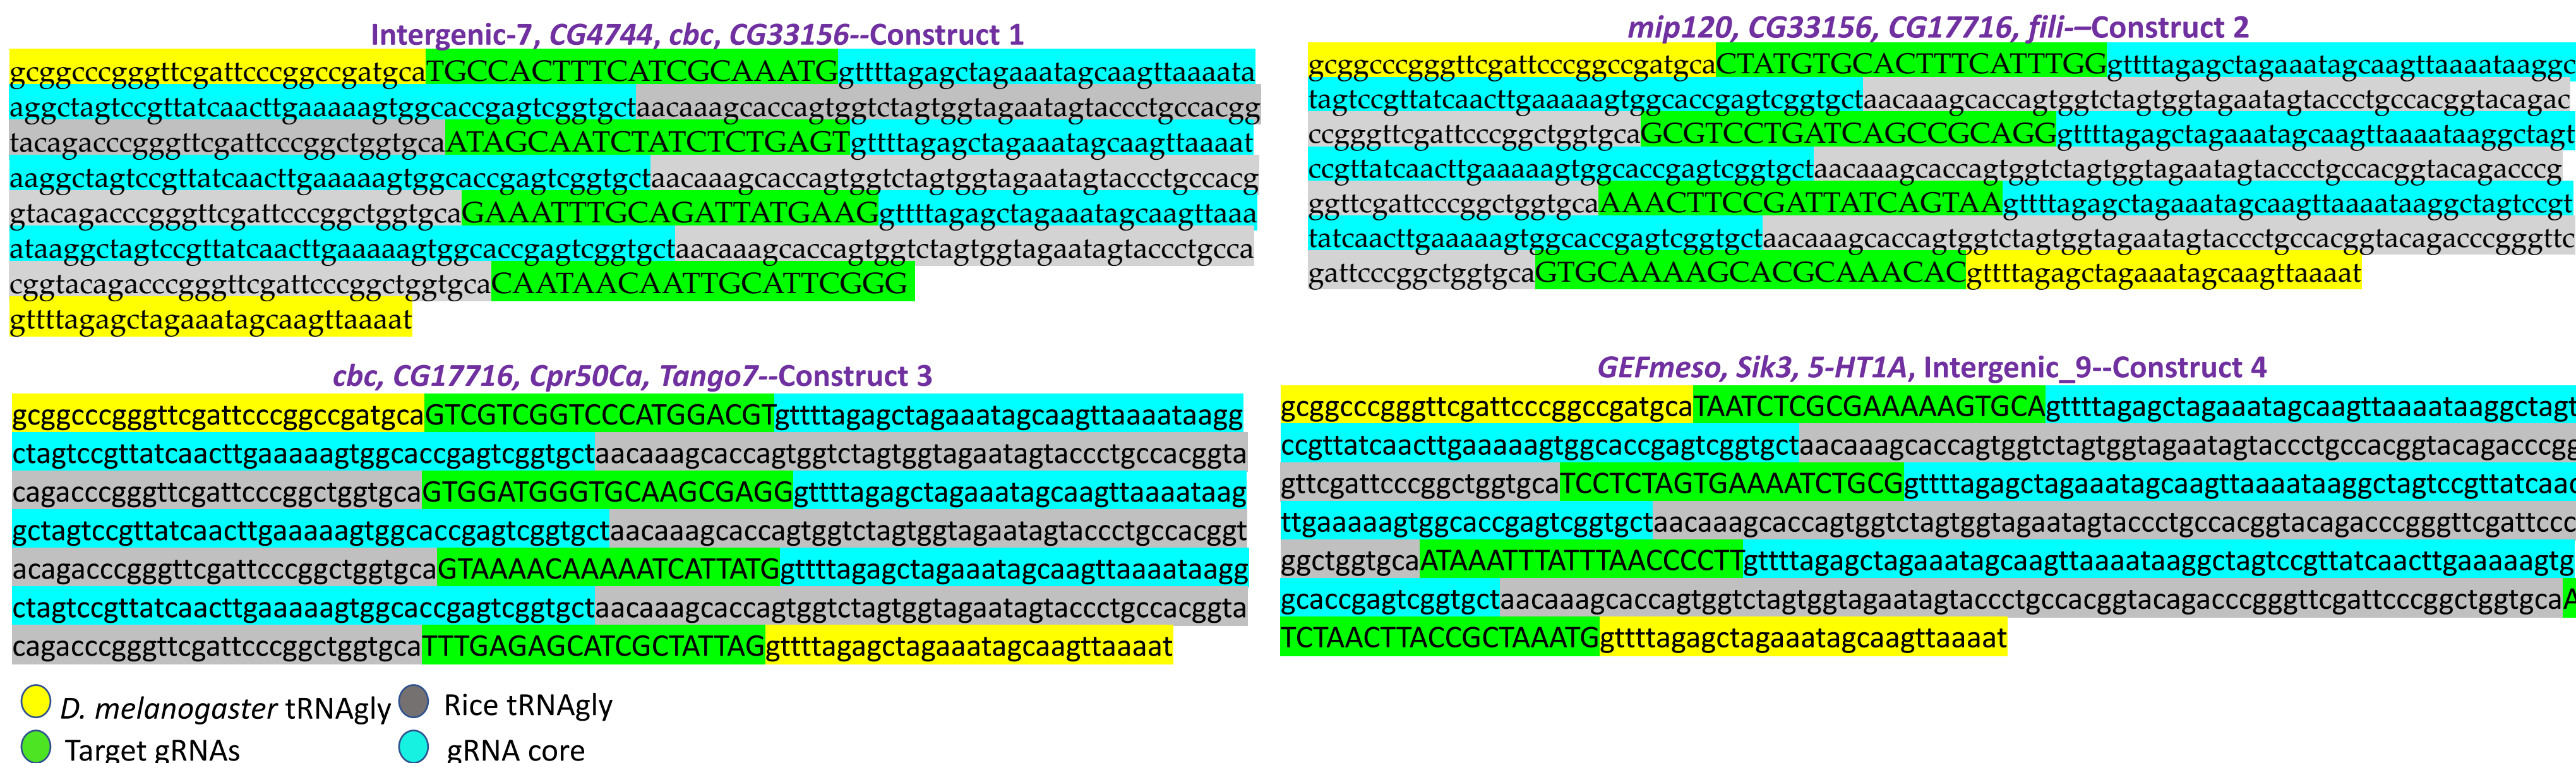 Intergenic-7, CG4744, cbc, CG33156--Construct 1
gcggcccgggttcgattcccggccgatgcaTGCCACTTTCATCGCAAATGgttttagagctagaaatagcaagttaaaata
aggctagtccgttatcaacttgaaaaagtggcaccgagtcggtgctaacaaagcaccagtggtctagtggtagaatagtaccctgccacgg
tacagacccgggttcgattcccggctggtgcaATAGCAATCTATCTCTGAGTgttttagagctagaaatagcaagttaaaat
aaggctagtccgttatcaacttgaaaaagtggcaccgagtcggtgctaacaaagcaccagtggtctagtggtagaatagtaccctgccacg
gtacagacccgggttcgattcccggctggtgcaGAAATTTGCAGATTATGAAGgttttagagctagaaatagcaagttaaa
ataaggctagtccgttatcaacttgaaaaagtggcaccgagtcggtgctaacaaagcaccagtggtctagtggtagaatagtaccctgcca
cggtacagacccgggttcgattcccggctggtgcaCAATAACAATTGCATTCGGG
gttttagagctagaaatagcaagttaaaat
mip120, CG33156, CG17716, fili-–Construct 2
gcggcccgggttcgattcccggccgatgcaCTATGTGCACTTTCATTTGGgttttagagctagaaatagcaagttaaaataaggc
tagtccgttatcaacttgaaaaagtggcaccgagtcggtgctaacaaagcaccagtggtctagtggtagaatagtaccctgccacggtacagac
ccgggttcgattcccggctggtgcaGCGTCCTGATCAGCCGCAGGgttttagagctagaaatagcaagttaaaataaggctagt
ccgttatcaacttgaaaaagtggcaccgagtcggtgctaacaaagcaccagtggtctagtggtagaatagtaccctgccacggtacagacccg
ggttcgattcccggctggtgcaAAACTTCCGATTATCAGTAAgttttagagctagaaatagcaagttaaaataaggctagtccgt
tatcaacttgaaaaagtggcaccgagtcggtgctaacaaagcaccagtggtctagtggtagaatagtaccctgccacggtacagacccgggttc
gattcccggctggtgcaGTGCAAAAGCACGCAAACACgttttagagctagaaatagcaagttaaaat
cbc, CG17716, Cpr50Ca, Tango7--Construct 3
gcggcccgggttcgattcccggccgatgcaGTCGTCGGTCCCATGGACGTgttttagagctagaaatagcaagttaaaataagg
ctagtccgttatcaacttgaaaaagtggcaccgagtcggtgctaacaaagcaccagtggtctagtggtagaatagtaccctgccacggta
cagacccgggttcgattcccggctggtgcaGTGGATGGGTGCAAGCGAGGgttttagagctagaaatagcaagttaaaataag
gctagtccgttatcaacttgaaaaagtggcaccgagtcggtgctaacaaagcaccagtggtctagtggtagaatagtaccctgccacggt
acagacccgggttcgattcccggctggtgcaGTAAAACAAAAATCATTATGgttttagagctagaaatagcaagttaaaataagg
ctagtccgttatcaacttgaaaaagtggcaccgagtcggtgctaacaaagcaccagtggtctagtggtagaatagtaccctgccacggta
cagacccgggttcgattcccggctggtgcaTTTGAGAGCATCGCTATTAGgttttagagctagaaatagcaagttaaaat
GEFmeso, Sik3, 5-HT1A, Intergenic_9--Construct 4
gcggcccgggttcgattcccggccgatgcaTAATCTCGCGAAAAAGTGCAgttttagagctagaaatagcaagttaaaataaggctagt
ccgttatcaacttgaaaaagtggcaccgagtcggtgctaacaaagcaccagtggtctagtggtagaatagtaccctgccacggtacagacccgg
gttcgattcccggctggtgcaTCCTCTAGTGAAAATCTGCGgttttagagctagaaatagcaagttaaaataaggctagtccgttatcaac
ttgaaaaagtggcaccgagtcggtgctaacaaagcaccagtggtctagtggtagaatagtaccctgccacggtacagacccgggttcgattccc
ggctggtgcaATAAATTTATTTAACCCCTTgttttagagctagaaatagcaagttaaaataaggctagtccgttatcaacttgaaaaagtg
gcaccgagtcggtgctaacaaagcaccagtggtctagtggtagaatagtaccctgccacggtacagacccgggttcgattcccggctggtgcaA
TCTAACTTACCGCTAAATGgttttagagctagaaatagcaagttaaaat
D. melanogaster tRNAgly
Rice tRNAgly
Target gRNAs
gRNA core